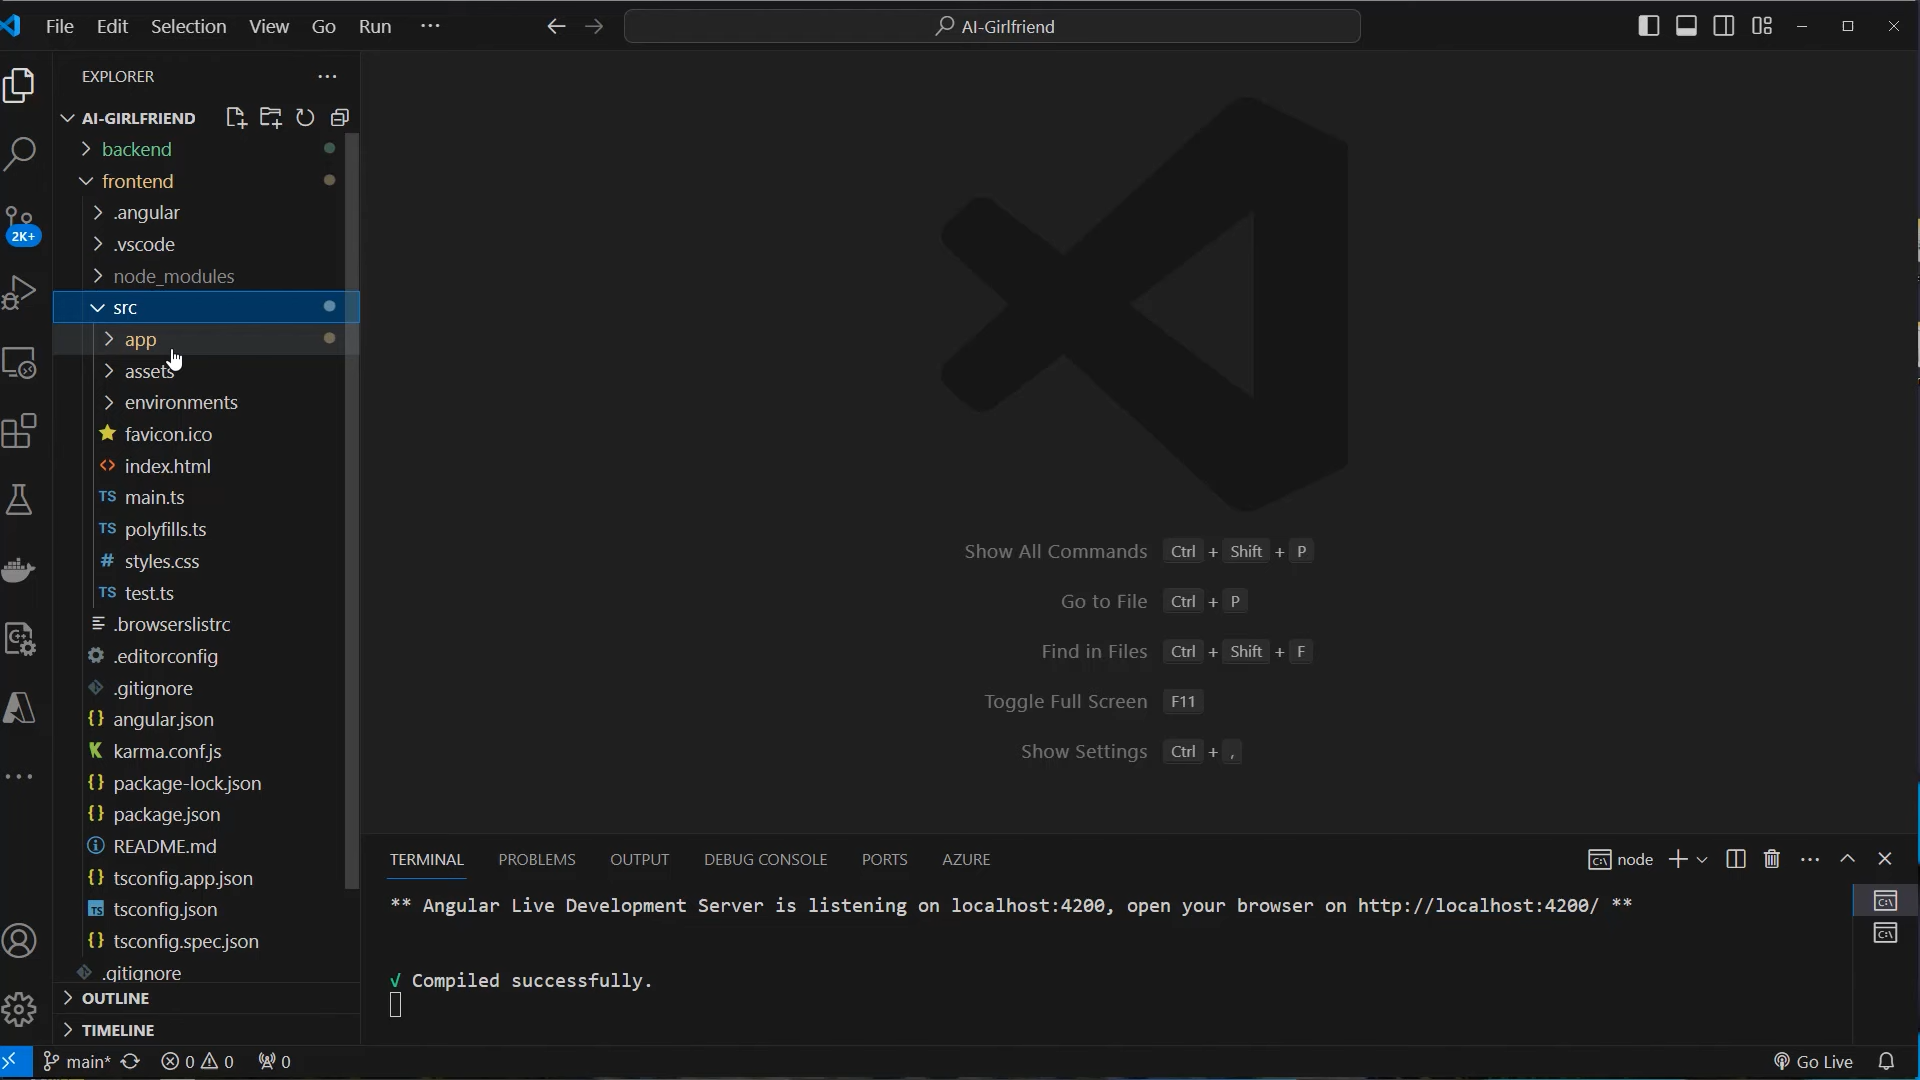 File Edit Selection View Go Run ···
AI-Girlfriend
EXPLORER
AI-GIRLFRIEND
backend
frontend
.angular
.vscode
node_modules
2K+
src
app
assets
environments
favicon.ico
index.html
TS main.ts
TS polyfills.ts
# styles.css
TS test.ts
.browserslistrc
.editorconfig
.gitignore
{} angular.json
K karma.conf.js
{} package-lock.json
{} package.json
README.md
{} tsconfig.app.json
TS tsconfig.json
{} tsconfig.spec.json
.gitignore
OUTLINE
TIMELINE
Show All Commands Ctrl + Shift + P
Go to File Ctrl + P
Find in Files Ctrl + Shift + F
Toggle Full Screen F11
Show Settings Ctrl + ,
TERMINAL PROBLEMS OUTPUT DEBUG CONSOLE PORTS AZURE
node
** Angular Live Development Server is listening on localhost:4200, open your browser on http://localhost:4200/ **
√ Compiled successfully.
main* 0 0 0
Go Live